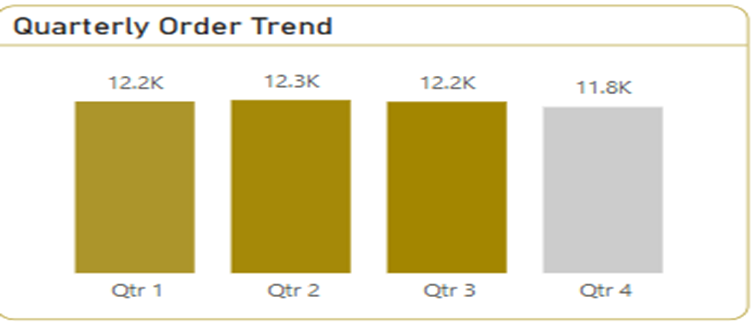 Quarterly Order Trend
12.2K 12.3K 12.2K 11.8K
Qtr 1 Qtr 2 Qtr 3 Qtr 4